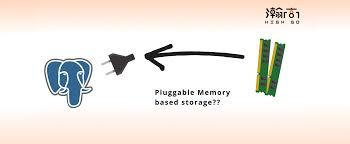 瀚高
HIGH GO
Pluggable Memory
based storage??